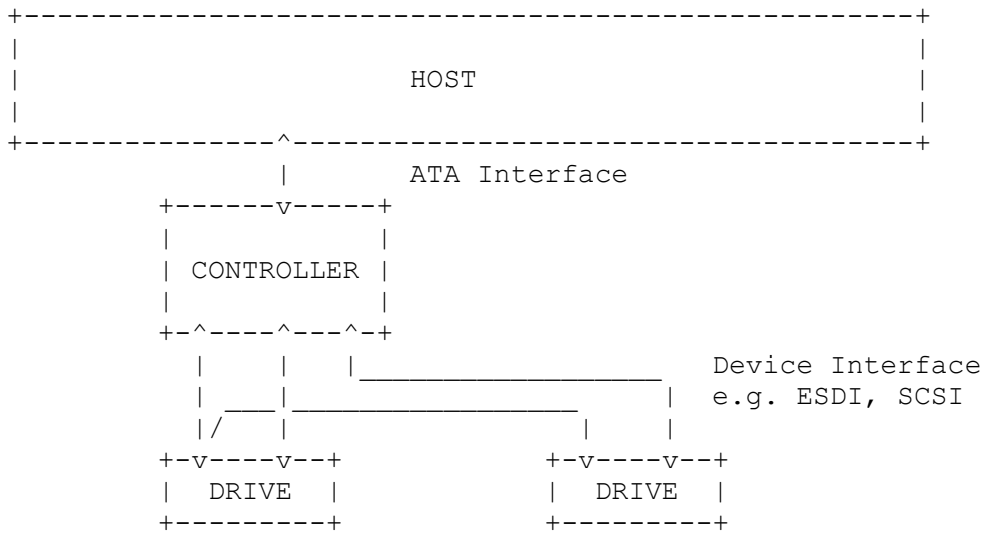 HOST
ATA Interface
CONTROLLER
Device Interface
e.g. ESDI, SCSI
DRIVE DRIVE